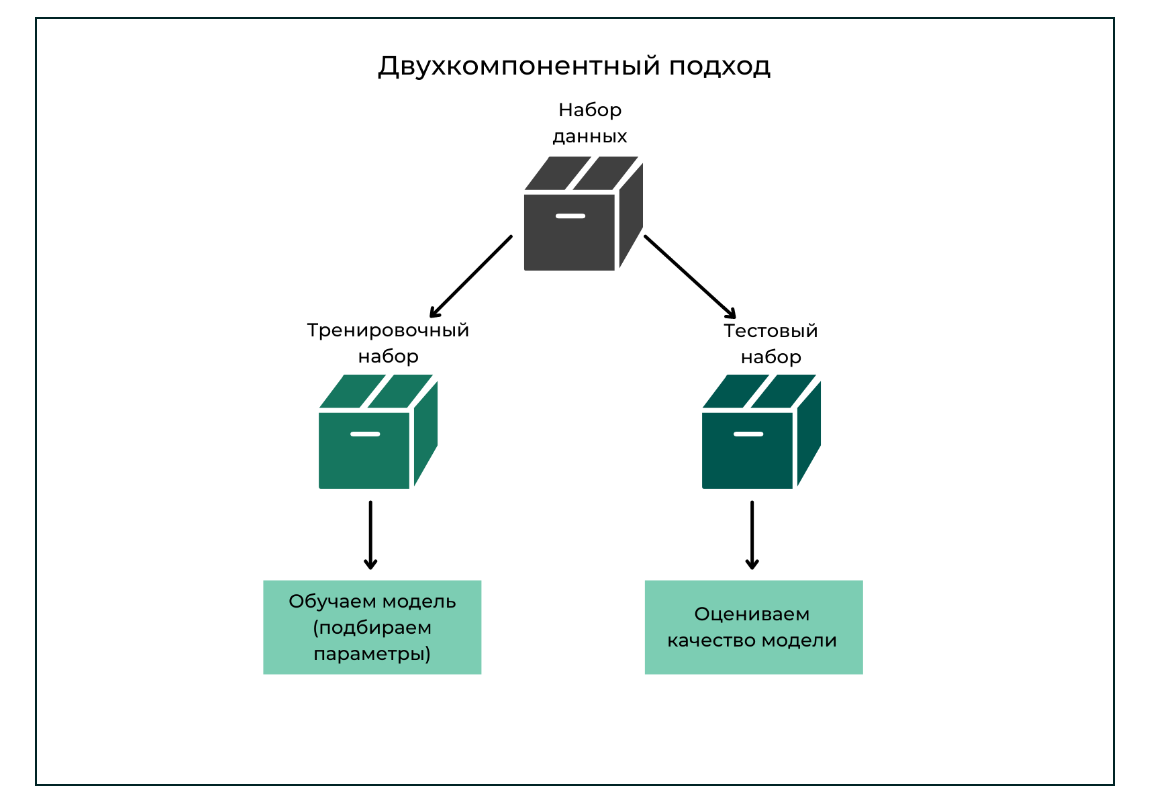 Двухкомпонентный подход
Набор
данных
Тренировочный
набор
Тестовый
набор
Обучаем модель
(подбираем
параметры)
Оцениваем
качество модели